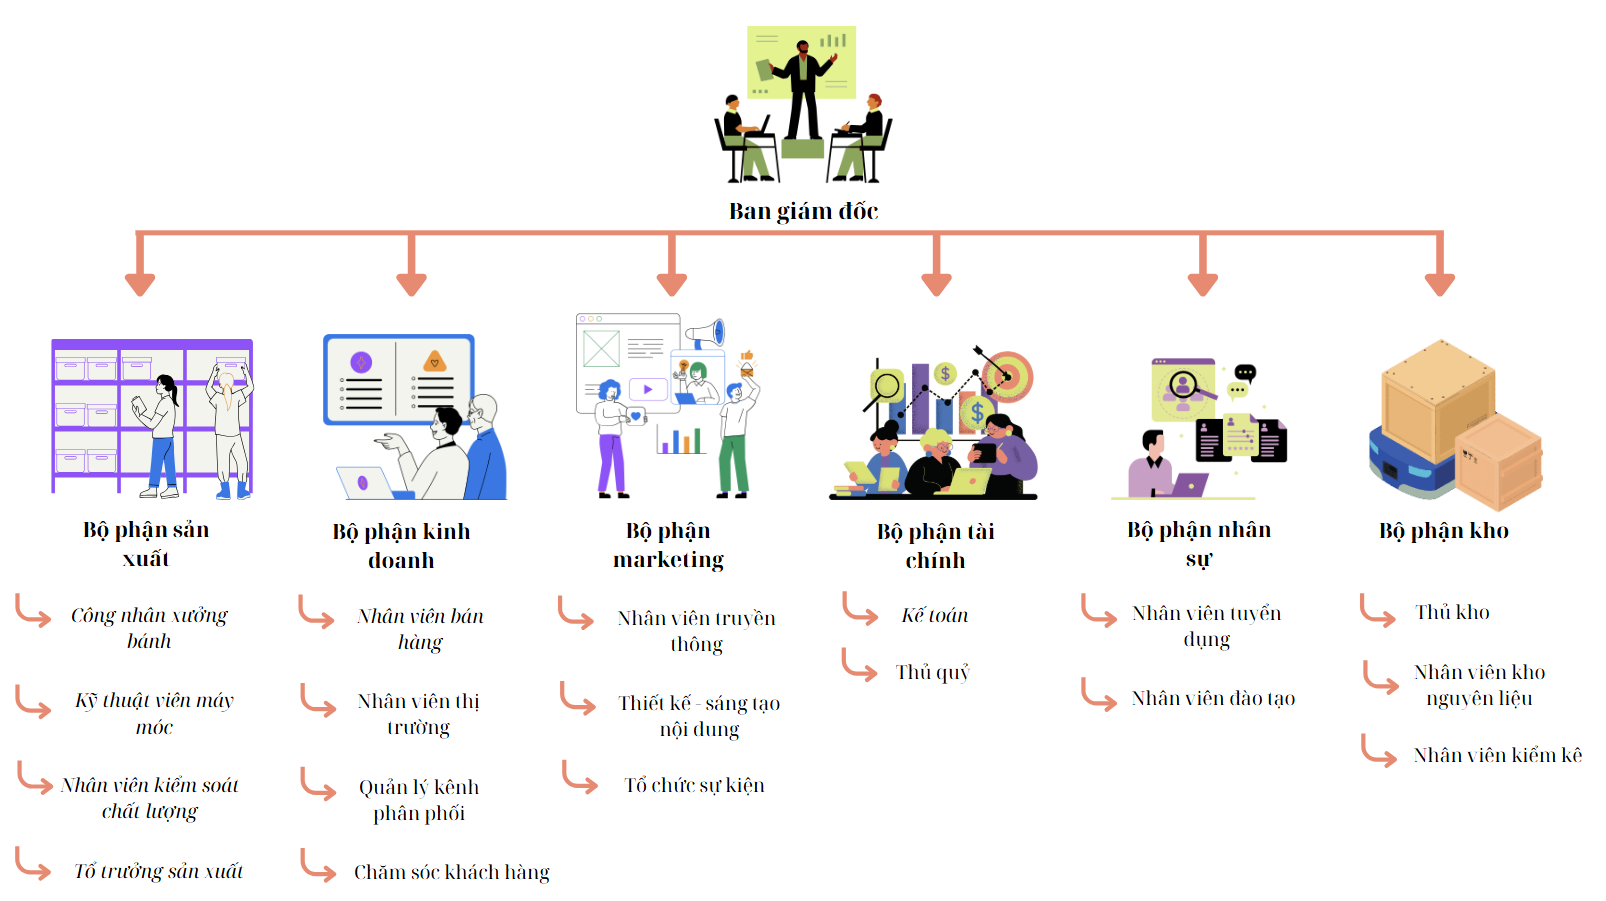 Ban giám đốc
Bộ phận sản
xuất
Công nhân xưởng
bánh
Kỹ thuật viên máy
móc
Nhân viên kiểm soát
chất lượng
Tổ trưởng sản xuất
Bộ phận kinh
doanh
Nhân viên bán
hàng
Nhân viên thị
trường
Quản lý kênh
phân phối
Chăm sóc khách hàng
Bộ phận
marketing
Nhân viên truyền
thông
Thiết kế - sáng tạo
nội dung
Tổ chức sự kiện
Bộ phận tài
chính
Kế toán
Thủ quỷ
Bộ phận nhân
sự
Nhân viên tuyển
dụng
Nhân viên đào tạo
Bộ phận kho
Thủ kho
Nhân viên kho
nguyên liệu
Nhân viên kiểm kê